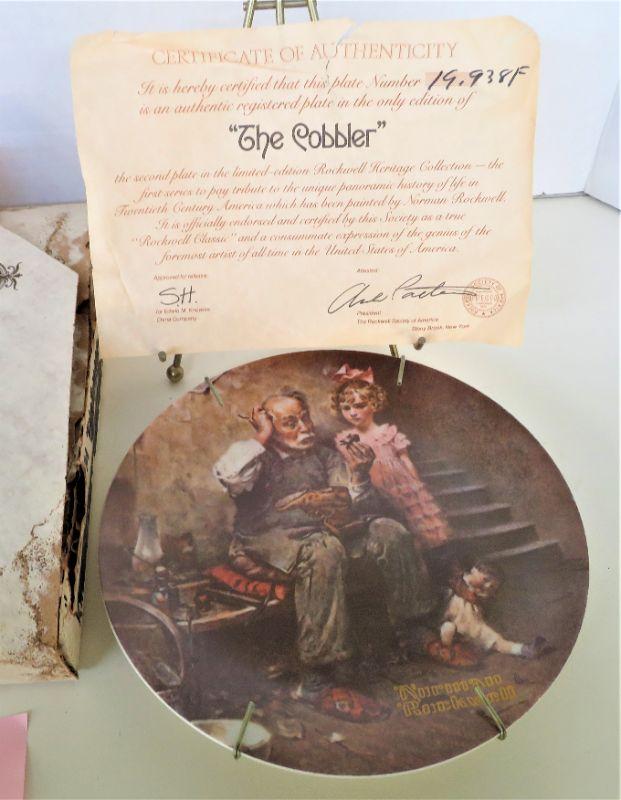 CERTIFICATE OF AUTHENTICITY
It is hereby certified that this plate Number 19.938F
is an authentic registered plate in the only edition of
"The Cobbler"
the second plate in the limited-edition Rockwell Heritage Collection — the
first series to pay tribute to the unique panoramic history of life in
Twentieth Century America which has been painted by Norman Rockwell.
It is officially endorsed and certified by this Society as a true
"Rockwell Classic" and a consummate expression of the genius of the
foremost artist of all time in the United States of America.
Approved for release:
S.H.
for Edwin M. Knowles
China Company
Attested:
President
The Rockwell Society of America
Stony Brook, New York
Norman
Rockwell